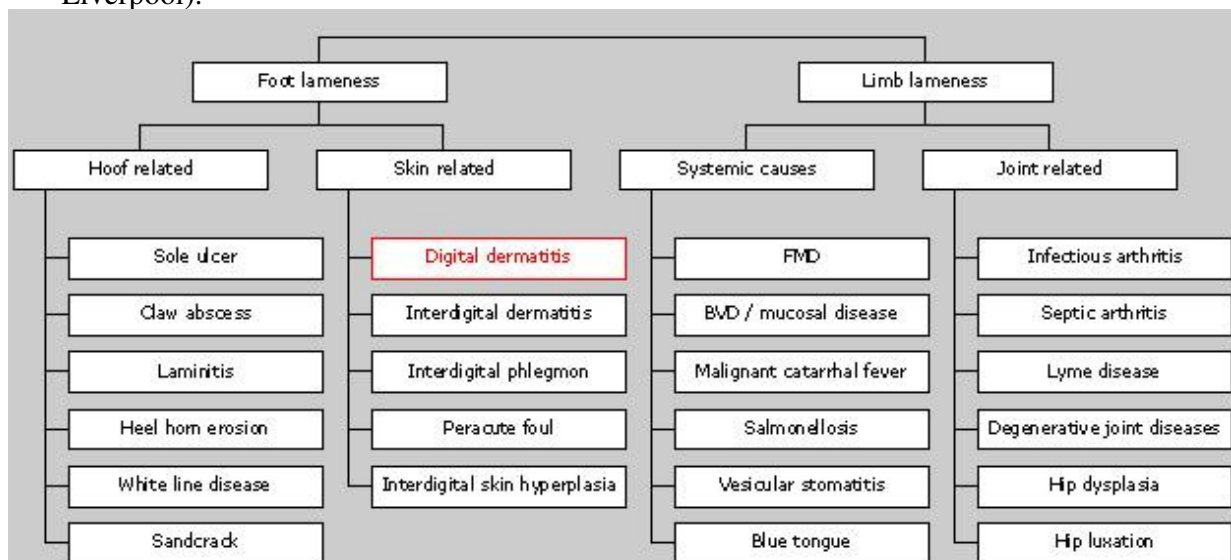 Liverpool).
Foot lameness
Limb lameness
Hoof related
Skin related
Systemic causes
Joint related
Sole ulcer
Digital dermatitis
FMD
Infectious arthritis
Claw abscess
Interdigital dermatitis
BVD / mucosal disease
Septic arthritis
Laminitis
Interdigital phlegmon
Malignant catarrhal fever
Lyme disease
Heel horn erosion
Peracute foul
Salmonellosis
Degenerative joint diseases
White line disease
Interdigital skin hyperplasia
Vesicular stomatitis
Hip dysplasia
Sandcrack
Blue tongue
Hip luxation